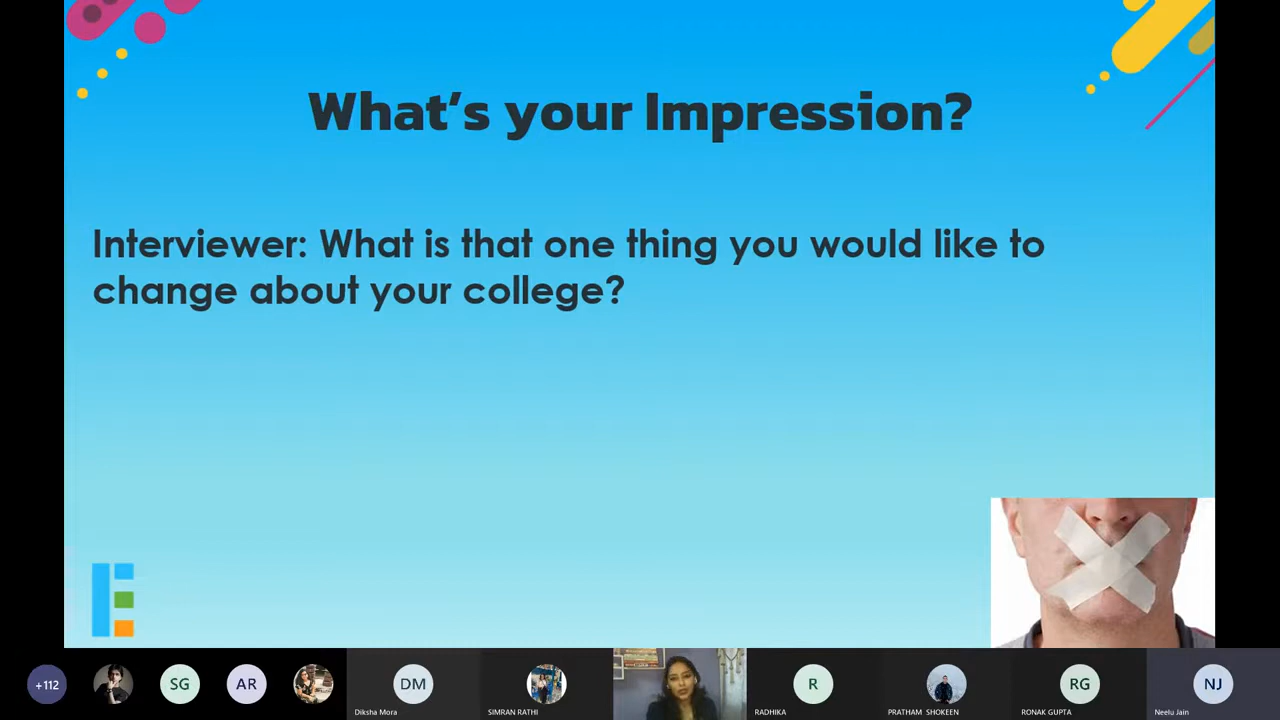 What's your Impression?
Interviewer: What is that one thing you would like to
change about your college?
+112
SG
AR
DM
Diksha Mora
SIMRAN RATHI
R
RADHIKA
PRATHAM SHOKEEN
RG
RONAK GUPTA
NJ
Neelu Jain